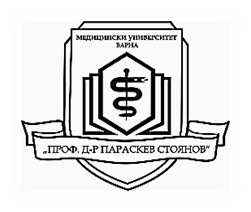 МЕДИЦИНСКИ УНИВЕРСИТЕТ
ВАРНА
„ПРОФ. Д-Р ПАРАСКЕВ СТОЯНОВ“